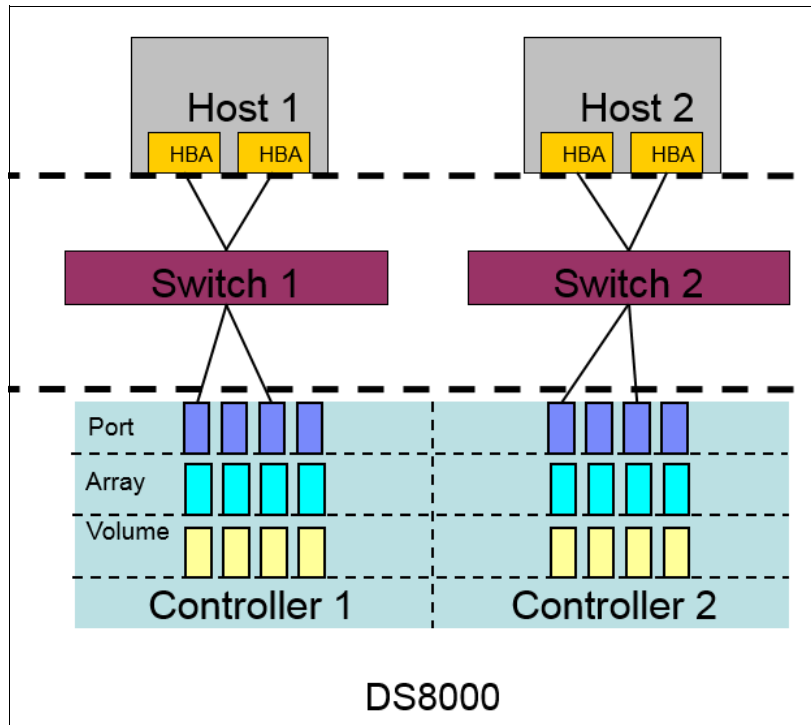 Host 1
Host 2
HBA HBA
HBA HBA
Switch 1
Switch 2
Port
Array
Volume
Controller 1
Controller 2
DS8000